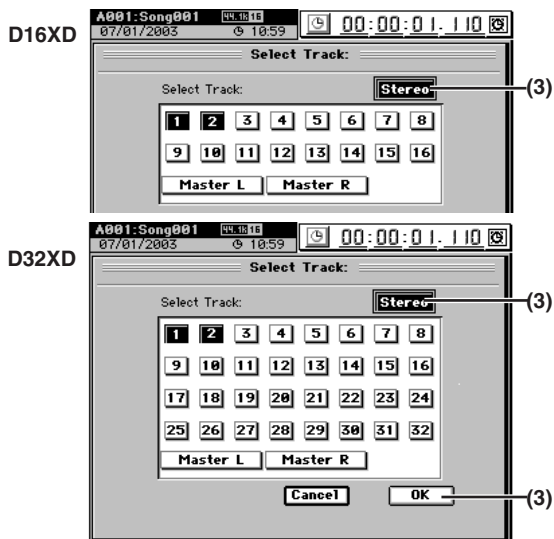 D16XD
A001:Song001 44.1K 16 00:00:01.110
07/01/2003 10:59
Select Track:
Select Track: Stereo (3)
1 2 3 4 5 6 7 8
9 10 11 12 13 14 15 16
Master L Master R
D32XD
A001:Song001 44.1K 16 00:00:01.110
07/01/2003 10:59
Select Track:
Select Track: Stereo (3)
1 2 3 4 5 6 7 8
9 10 11 12 13 14 15 16
17 18 19 20 21 22 23 24
25 26 27 28 29 30 31 32
Master L Master R
Cancel OK (3)